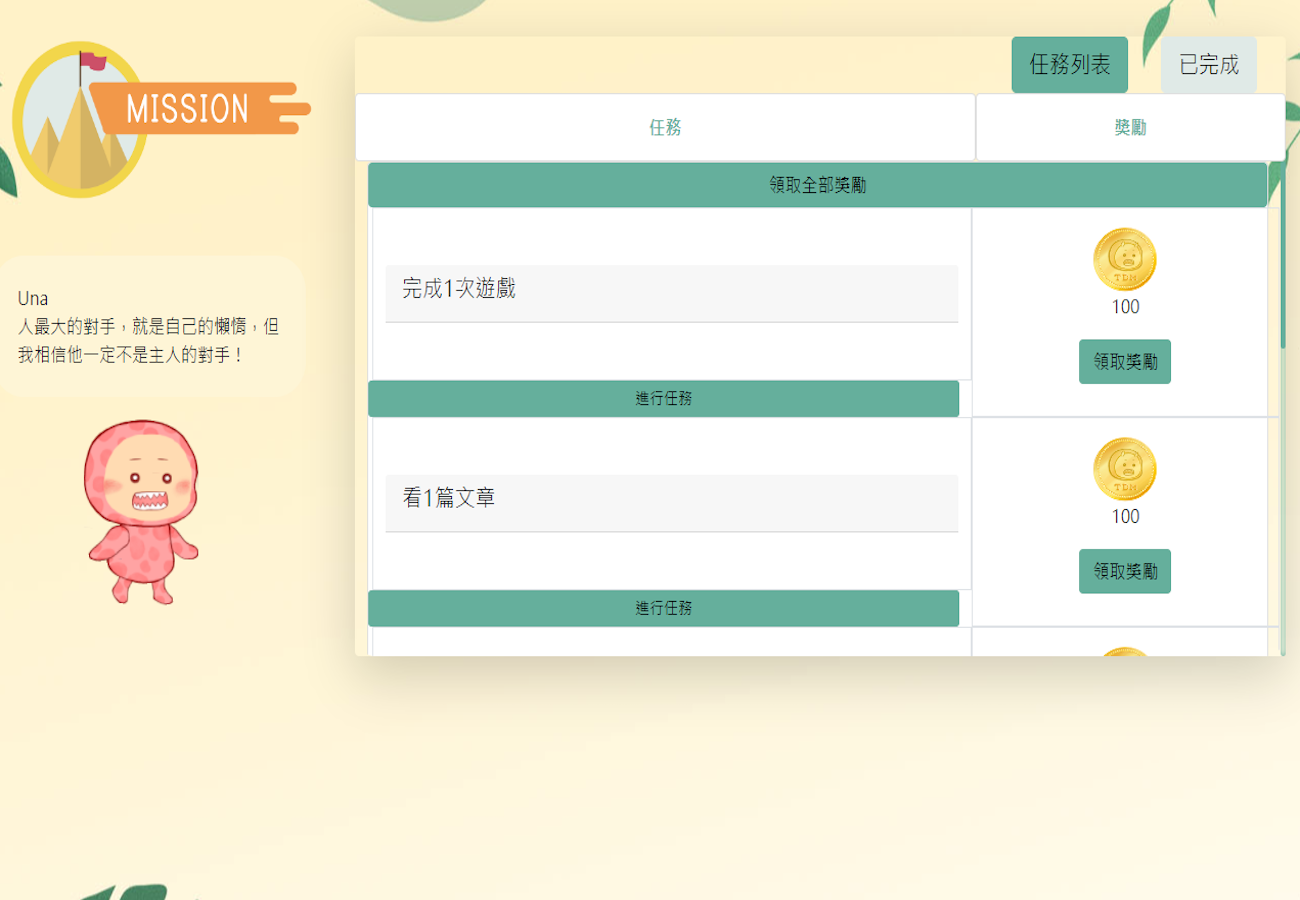 MISSION
任務列表
已完成
任務
獎勵
領取全部獎勵
Una
人最大的對手，就是自己的懶惰，但
我相信他一定不是主人的對手！
完成1次遊戲
TDM
100
領取獎勵
進行任務
看1篇文章
TDM
100
領取獎勵
進行任務